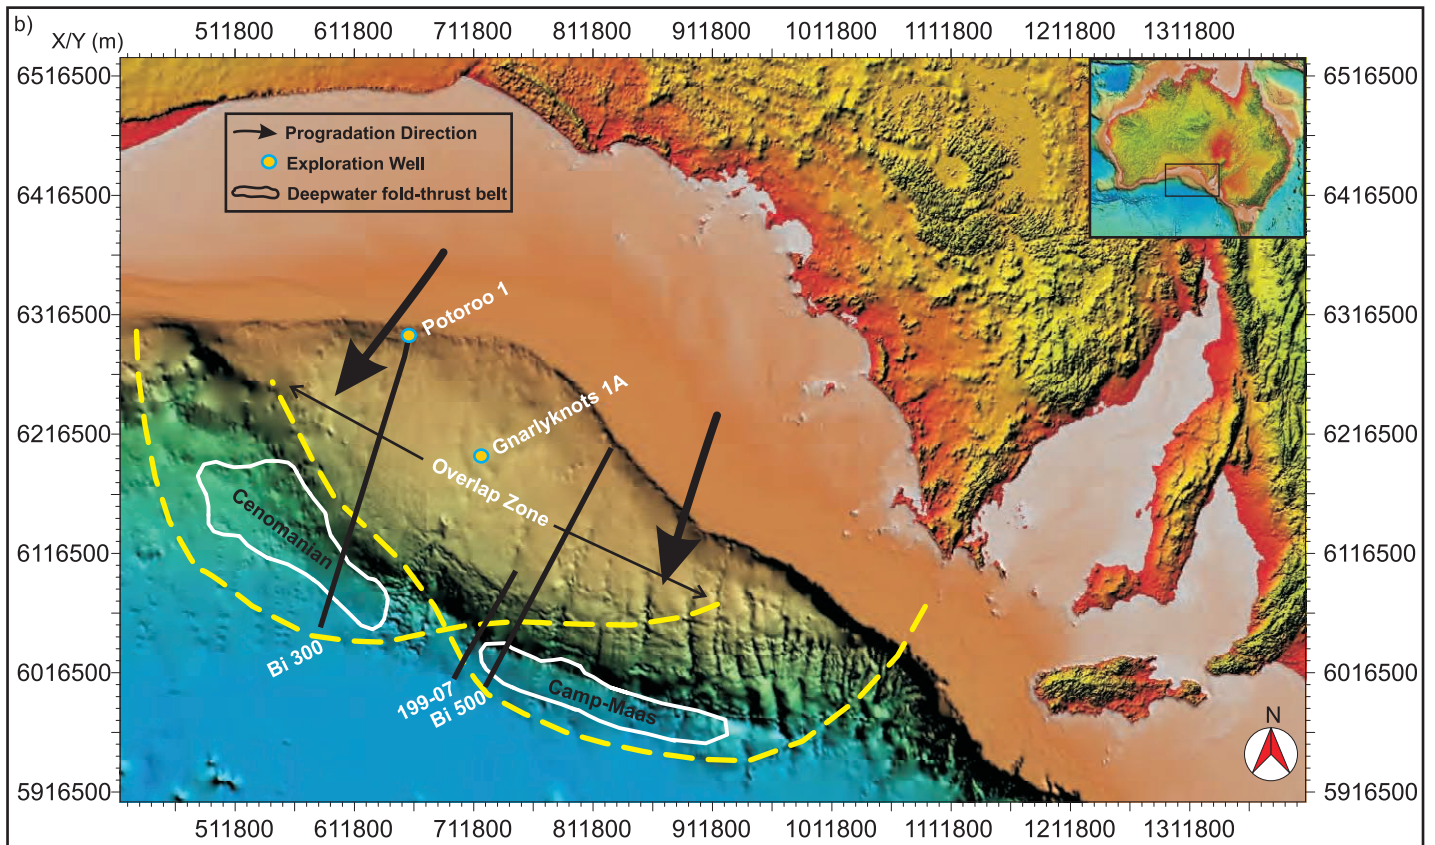 b)
X/Y (m)
511800 611800 711800 811800 911800 1011800 1111800 1211800 1311800
6516500 6516500
Progradation Direction
Exploration Well
Deepwater fold-thrust belt
6416500 6416500
6316500 6316500
Potoroo 1
Gnarlyknots 1A
6216500 6216500
Overlap Zone
Cenomanian
6116500 6116500
Bi 300
6016500 6016500
199-07
Bi 500
Camp-Maas
N
5916500 5916500
511800 611800 711800 811800 911800 1011800 1111800 1211800 1311800